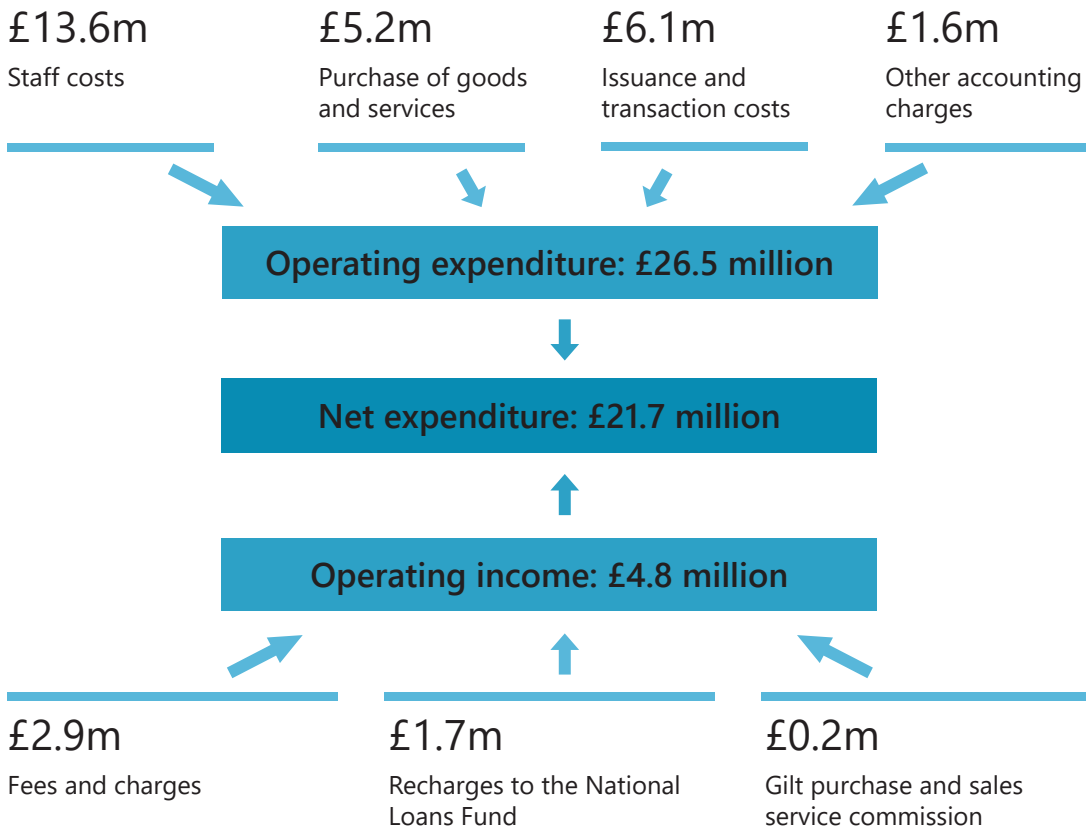 £13.6m
Staff costs
£5.2m
Purchase of goods
and services
£6.1m
Issuance and
transaction costs
£1.6m
Other accounting
charges
Operating expenditure: £26.5 million
Net expenditure: £21.7 million
Operating income: £4.8 million
£2.9m
Fees and charges
£1.7m
Recharges to the National
Loans Fund
£0.2m
Gilt purchase and sales
service commission